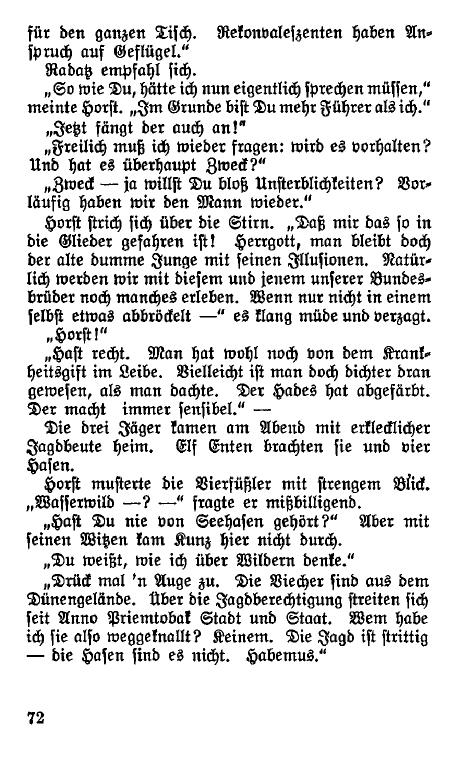 für den ganzen Tisch. Rekonvaleszenten haben An-
spruch auf Geflügel.“
Radatz empfahl sich.
„So wie Du, hätte ich nun eigentlich sprechen müssen,“
meinte Horst. „Im Grunde bist Du mehr Führer als ich.“
„Jetzt fängt der auch an!“
„Freilich muß ich wieder fragen: wird es vorhalten?
Und hat es überhaupt Zweck?“
„Zweck — ja willst Du bloß Unsterblichkeiten? Vor-
läufig haben wir den Mann wieder.“
Horst strich sich über die Stirn. „Daß mir das so in
die Glieder gefahren ist! Herrgott, man bleibt doch
der alte dumme Junge mit seinen Illusionen. Natür-
lich werden wir mit diesem und jenem unserer Bundes-
brüder noch manches erleben. Wenn nur nicht in einem
selbst etwas abbröckelt —“ es klang müde und verzagt.
„Horst!“
„Hast recht. Man hat wohl noch von dem Krank-
heitsgift im Leibe. Vielleicht ist man doch dichter dran
gewesen, als man dachte. Der Hades hat abgefärbt.
Der macht immer sensibel.“ —
Die drei Jäger kamen am Abend mit erklecklicher
Jagdbeute heim. Elf Enten brachten sie und vier
Hasen.
Horst musterte die Vierfüßler mit strengem Blick.
„Wasserwild —? —“ fragte er mißbilligend.
„Hast Du nie von Seehasen gehört?“ Aber mit
seinen Witzen kam Kunz hier nicht durch.
„Du weißt, wie ich über Wildern denke.“
„Drück mal 'n Auge zu. Die Viecher sind aus dem
Dünengelände. Über die Jagdberechtigung streiten sich
seit Anno Priemtobak Stadt und Staat. Wem habe
ich sie also weggeknallt? Keinem. Die Jagd ist strittig
— die Hasen sind es nicht. Habemus.“
72